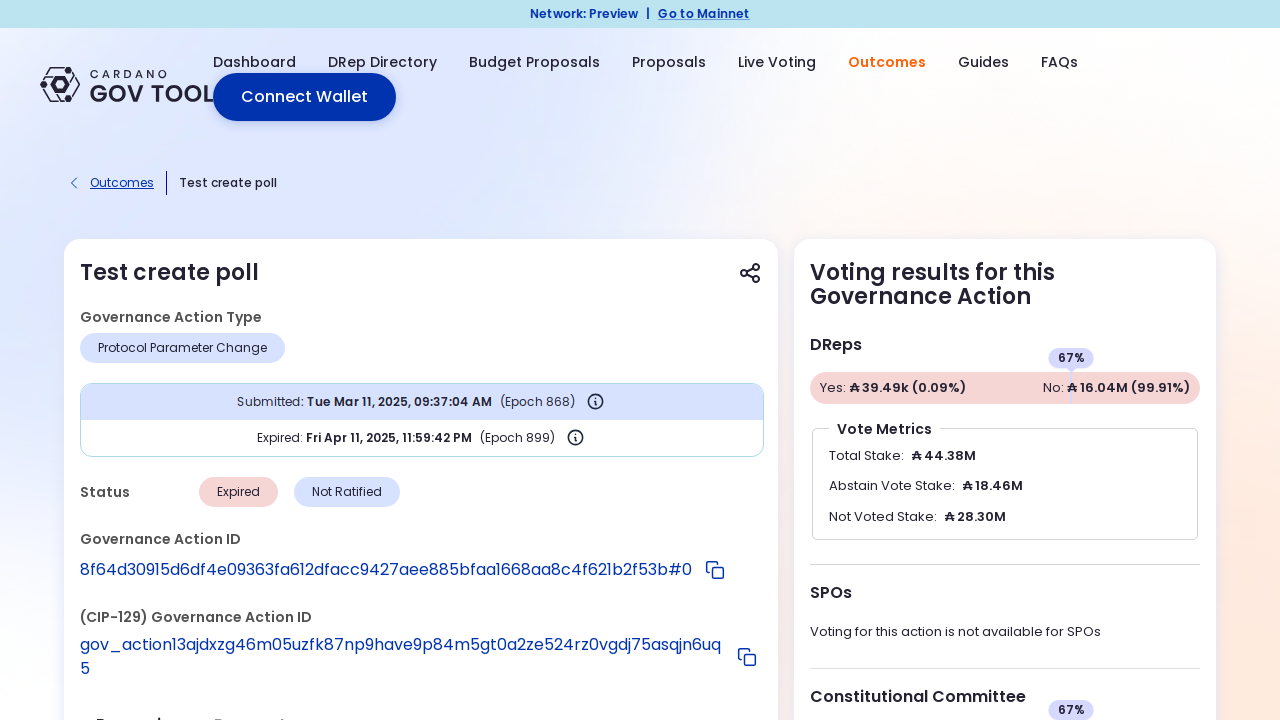 Network: Preview | Go to Mainnet
CARDANO
GOV TOOL
Dashboard DRep Directory Budget Proposals Proposals Live Voting Outcomes Guides FAQs
Connect Wallet
Outcomes Test create poll
Test create poll
Governance Action Type
Protocol Parameter Change
Submitted: Tue Mar 11, 2025, 09:37:04 AM (Epoch 868)
Expired: Fri Apr 11, 2025, 11:59:42 PM (Epoch 899)
Status Expired Not Ratified
Governance Action ID
8f64d30915d6df4e09363fa612dfacc9427aee885bfaa1668aa8c4f621b2f53b#0
(CIP-129) Governance Action ID
gov_action13ajdxzg46m05uzfk87np9have9p84m5gt0a2ze524rz0vgdj75asqjn6uq
5
Voting results for this
Governance Action
DReps
67%
Yes: ₳ 39.49k (0.09%) No: ₳ 16.04M (99.91%)
Vote Metrics
Total Stake: ₳ 44.38M
Abstain Vote Stake: ₳ 18.46M
Not Voted Stake: ₳ 28.30M
SPOs
Voting for this action is not available for SPOs
Constitutional Committee
67%